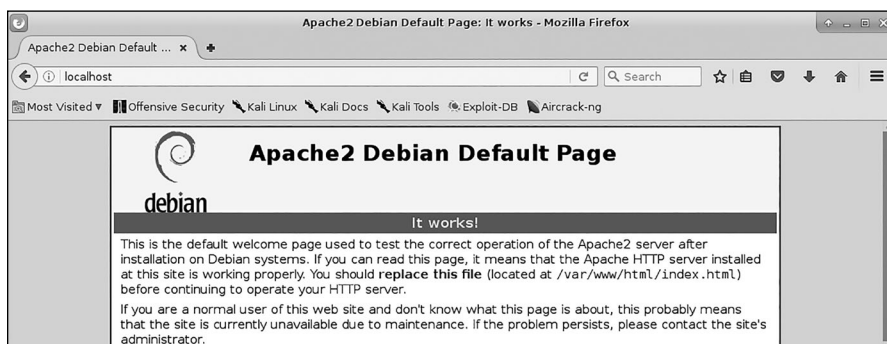 Apache2 Debian Default Page: It works - Mozilla Firefox
Apache2 Debian Default ...
localhost
Search
Most Visited
Offensive Security
Kali Linux
Kali Docs
Kali Tools
Exploit-DB
Aircrack-ng
debian
Apache2 Debian Default Page
It works!
This is the default welcome page used to test the correct operation of the Apache2 server after
installation on Debian systems. If you can read this page, it means that the Apache HTTP server installed
at this site is working properly. You should replace this file (located at /var/www/html/index.html)
before continuing to operate your HTTP server.
If you are a normal user of this web site and don't know what this page is about, this probably means
that the site is currently unavailable due to maintenance. If the problem persists, please contact the site's
administrator.